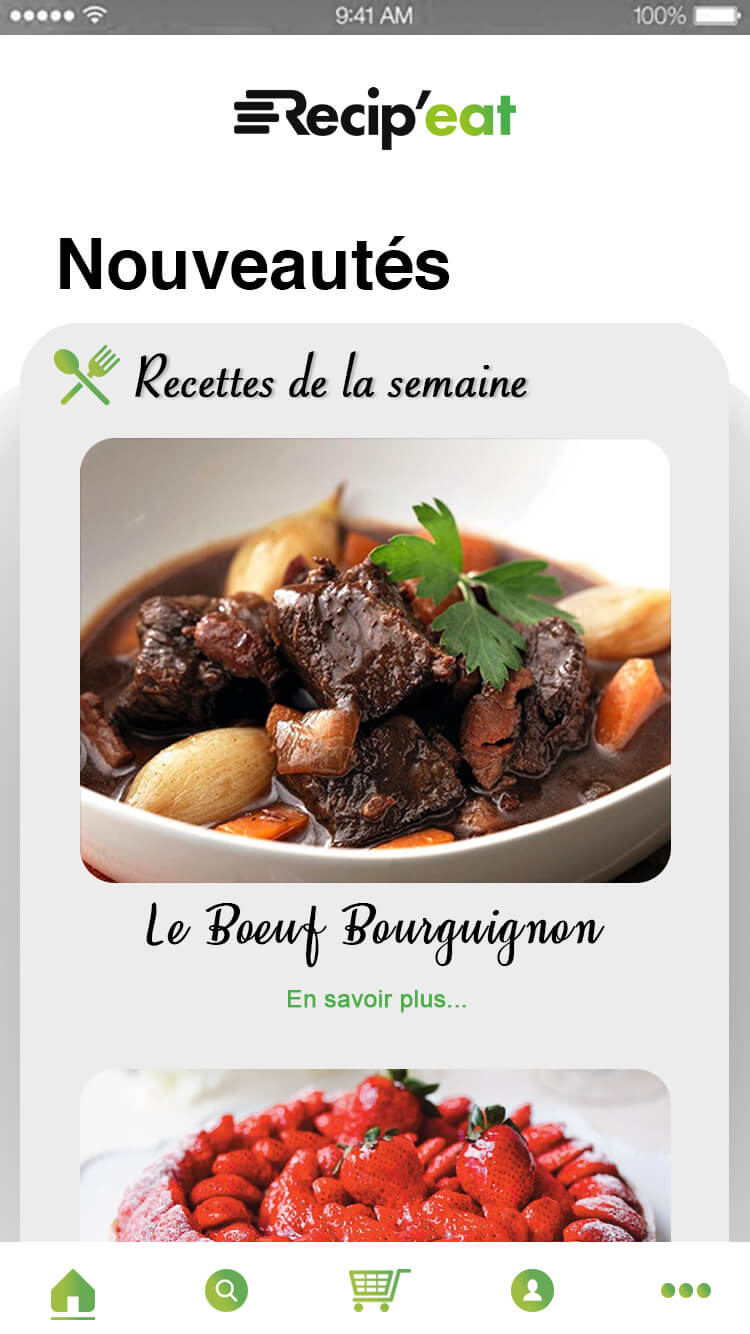 9:41 AM 100%
Recip'eat
Nouveautés
Recettes de la semaine
Le Boeuf Bourguignon
En savoir plus...